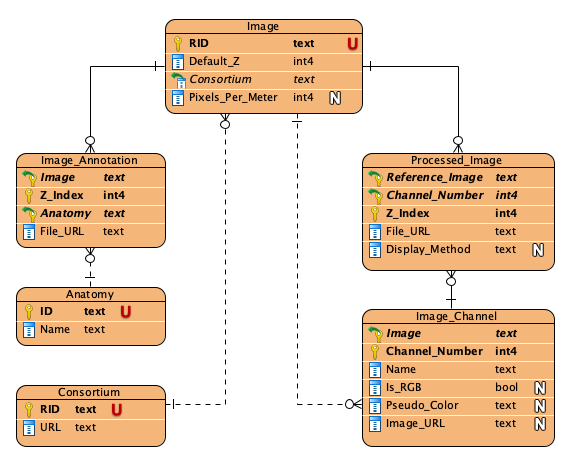 Image
RID text U
Default_Z int4
Consortium text
Pixels_Per_Meter int4 N
Image_Annotation
Image text
Z_Index int4
Anatomy text
File_URL text
Processed_Image
Reference_Image text
Channel_Number int4
Z_Index int4
File_URL text
Display_Method text N
Anatomy
ID text U
Name text
Image_Channel
Image text
Channel_Number int4
Name text
Is_RGB bool N
Pseudo_Color text N
Image_URL text N
Consortium
RID text U
URL text